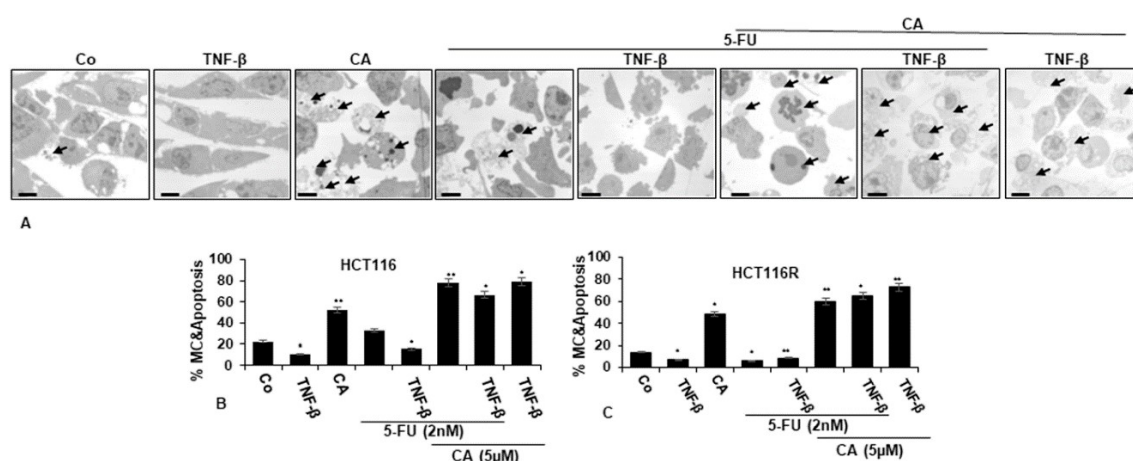 A
CA
5-FU
Co
TNF-β
CA
TNF-β
TNF-β
TNF-β
A
HCT116
% MC&Apoptosis
100
80
60
40
20
0
*
**
*
**
*
*
Co
TNF-β
CA
TNF-β
TNF-β
TNF-β
5-FU (2nM)
CA (5µM)
B
HCT116R
% MC&Apoptosis
100
80
60
40
20
0
*
*
*
**
**
*
**
Co
TNF-β
CA
TNF-β
TNF-β
TNF-β
5-FU (2nM)
CA (5µM)
C